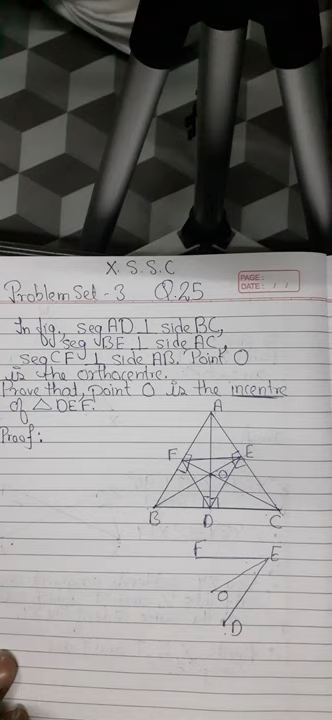 X. S. S. C
Problem Set - 3 Q. 25
PAGE:
DATE: / /
In fig., seg AD ⊥ side BC,
seg BE ⊥ side AC,
seg CF ⊥ side AB. Point O
is the orthocentre.
Prove that, point O is the incentre
of △DEF.
Proof:
A
F E
O
B D C
F E
O
D